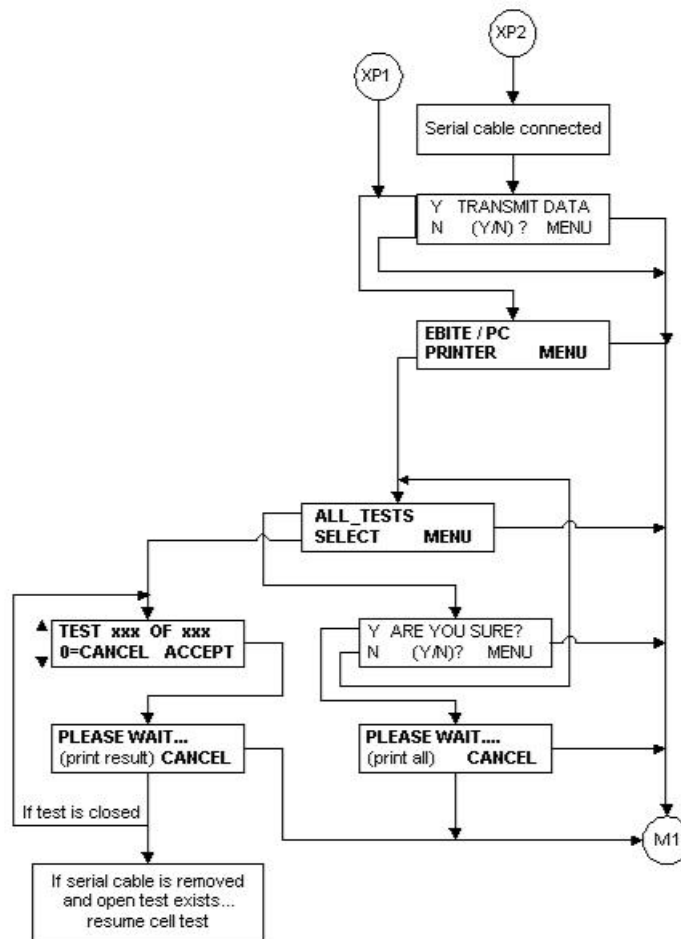 XP2
XP1
Serial cable connected
Y TRANSMIT DATA
N (Y/N) ? MENU
EBITE / PC
PRINTER MENU
ALL_TESTS
SELECT MENU
TEST xxx OF xxx
0=CANCEL ACCEPT
Y ARE YOU SURE?
N (Y/N)? MENU
PLEASE WAIT...
(print result) CANCEL
PLEASE WAIT....
(print all) CANCEL
If test is closed
M1
If serial cable is removed
and open test exists...
resume cell test